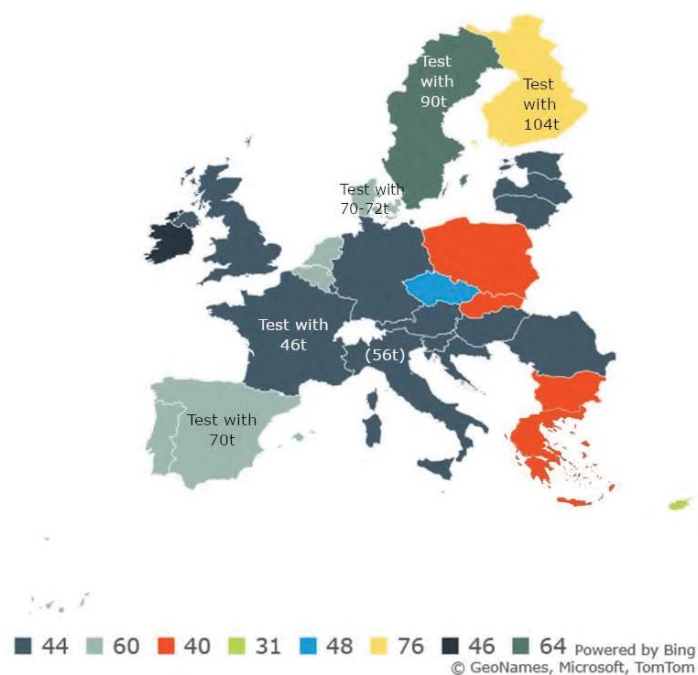 Test
with
90t
Test
with
104t
Test with
70-72t
Test with
46t
(56t)
Test with
70t
44 60 40 31 48 76 46 64 Powered by Bing
© GeoNames, Microsoft, TomTom